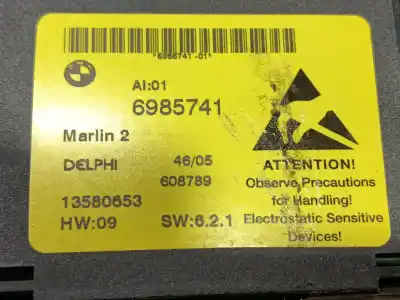 *6985741-01*
AI:01
6985741
Marlin 2
DELPHI
46/05
608789
13580653
HW:09
SW:6.2.1
ATTENTION!
Observe Precautions
for Handling!
Electrostatic Sensitive
Devices!